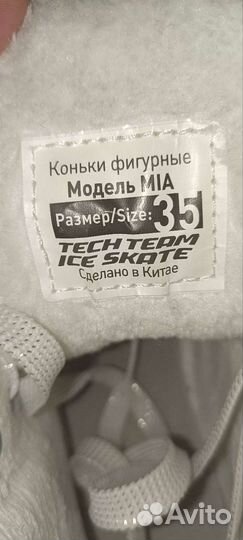 Коньки фигурные
Модель MIA
Размер/Size: 35
TECH TEAM
ICE SKATE
Сделано в Китае
Avito